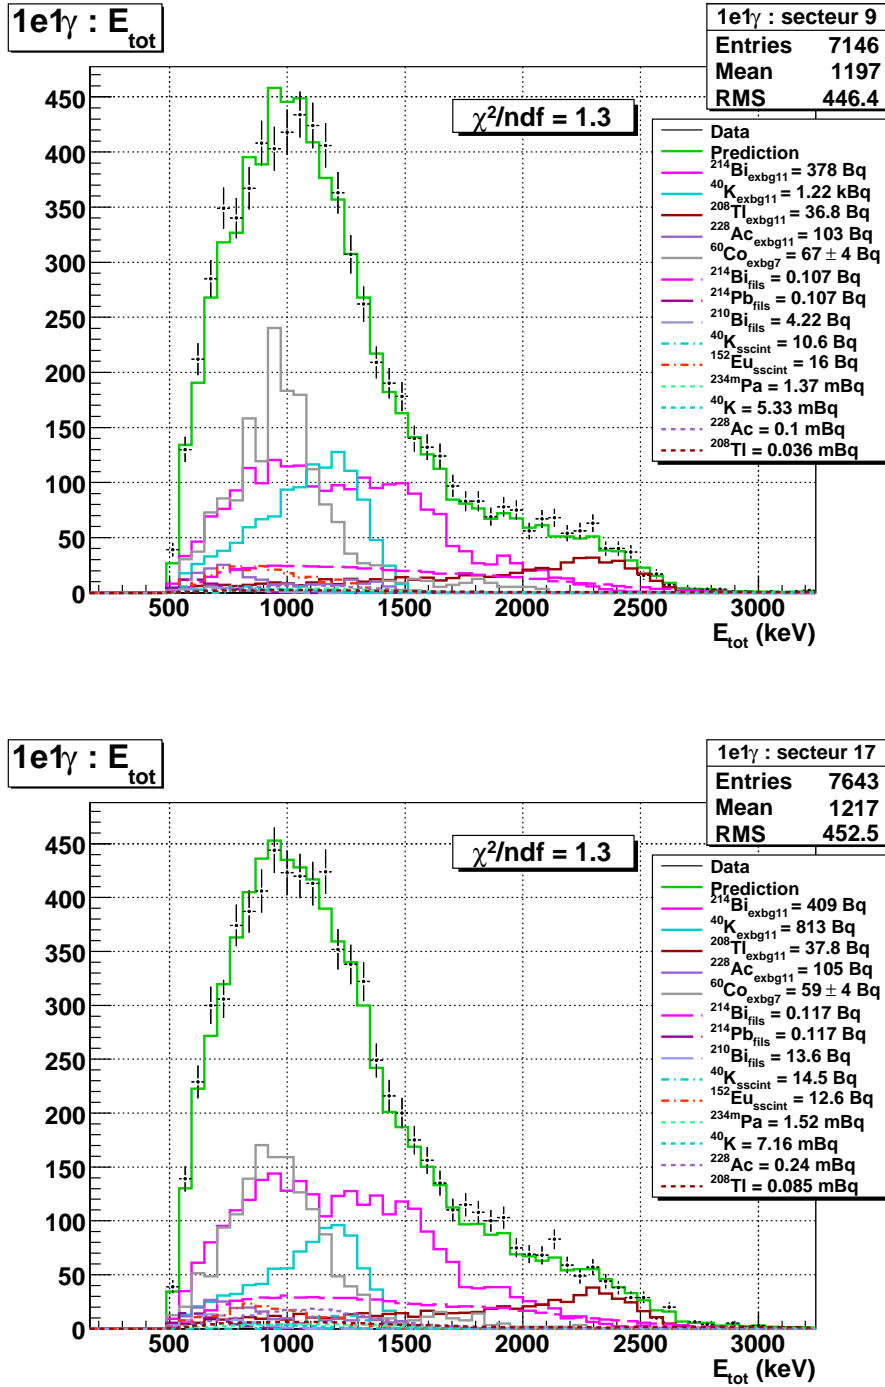 1e1γ : E_tot
1e1γ : secteur 9
Entries 7146
Mean 1197
RMS 446.4
χ²/ndf = 1.3
Data
Prediction
²¹⁴Bi_exbg11 = 378 Bq
⁴⁰K_exbg11 = 1.22 kBq
²⁰⁸Tl_exbg11 = 36.8 Bq
²²⁸Ac_exbg11 = 103 Bq
⁶⁰Co_exbg7 = 67 ± 4 Bq
²¹⁴Bi_fils = 0.107 Bq
²¹⁴Pb_fils = 0.107 Bq
²¹⁰Bi_fils = 4.22 Bq
⁴⁰K_sscint = 10.6 Bq
¹⁵²Eu_sscint = 16 Bq
²³⁴ᵐPa = 1.37 mBq
⁴⁰K = 5.33 mBq
²²⁸Ac = 0.1 mBq
²⁰⁸Tl = 0.036 mBq
450
400
350
300
250
200
150
100
50
0
500 1000 1500 2000 2500 3000
E_tot (keV)
1e1γ : E_tot
1e1γ : secteur 17
Entries 7643
Mean 1217
RMS 452.5
χ²/ndf = 1.3
Data
Prediction
²¹⁴Bi_exbg11 = 409 Bq
⁴⁰K_exbg11 = 813 Bq
²⁰⁸Tl_exbg11 = 37.8 Bq
²²⁸Ac_exbg11 = 105 Bq
⁶⁰Co_exbg7 = 59 ± 4 Bq
²¹⁴Bi_fils = 0.117 Bq
²¹⁴Pb_fils = 0.117 Bq
²¹⁰Bi_fils = 13.6 Bq
⁴⁰K_sscint = 14.5 Bq
¹⁵²Eu_sscint = 12.6 Bq
²³⁴ᵐPa = 1.52 mBq
⁴⁰K = 7.16 mBq
²²⁸Ac = 0.24 mBq
²⁰⁸Tl = 0.085 mBq
450
400
350
300
250
200
150
100
50
0
500 1000 1500 2000 2500 3000
E_tot (keV)